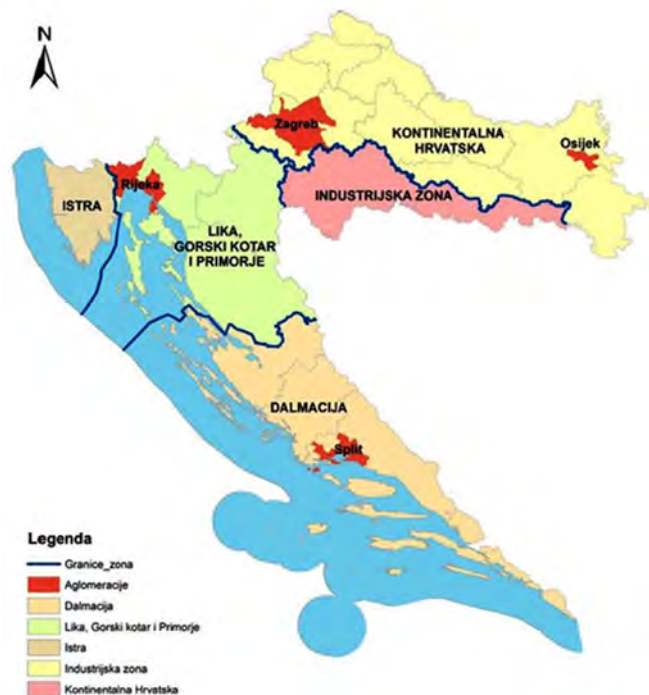 N
Zagreb
KONTINENTALNA
HRVATSKA
Osijek
Rijeka
ISTRA
INDUSTRIJSKA ZONA
LIKA,
GORSKI KOTAR
I PRIMORJE
DALMACIJA
Split
Legenda
Granice_zona
Aglomeracije
Dalmacija
Lika, Gorski kotar i Primorje
Istra
Industrijska zona
Kontinentalna Hrvatska